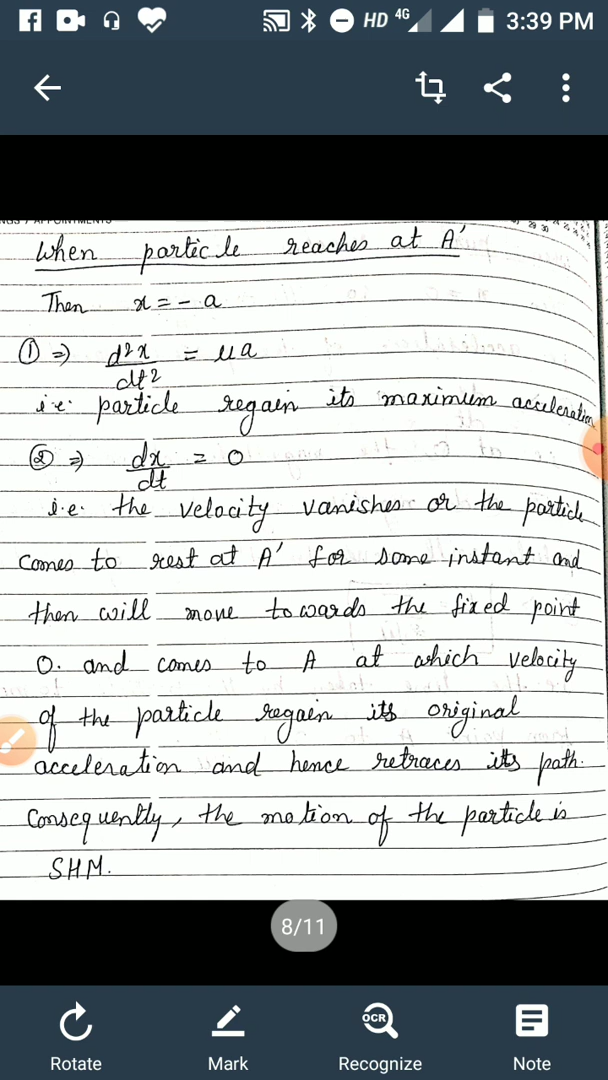 HD 4G 3:39 PM
When particle reaches at A′
Then x = - a
① ⇒ d²x/dt² = μa
i.e. particle regain its maximum acceleration
② ⇒ dx/dt = 0
i.e. the velocity vanishes or the particle
comes to rest at A′ for some instant and
then will move towards the fixed point
O. and comes to A at which velocity
of the particle regain its original
acceleration and hence retraces its path.
Consequently, the motion of the particle is
SHM.
8/11
OCR
Rotate Mark Recognize Note